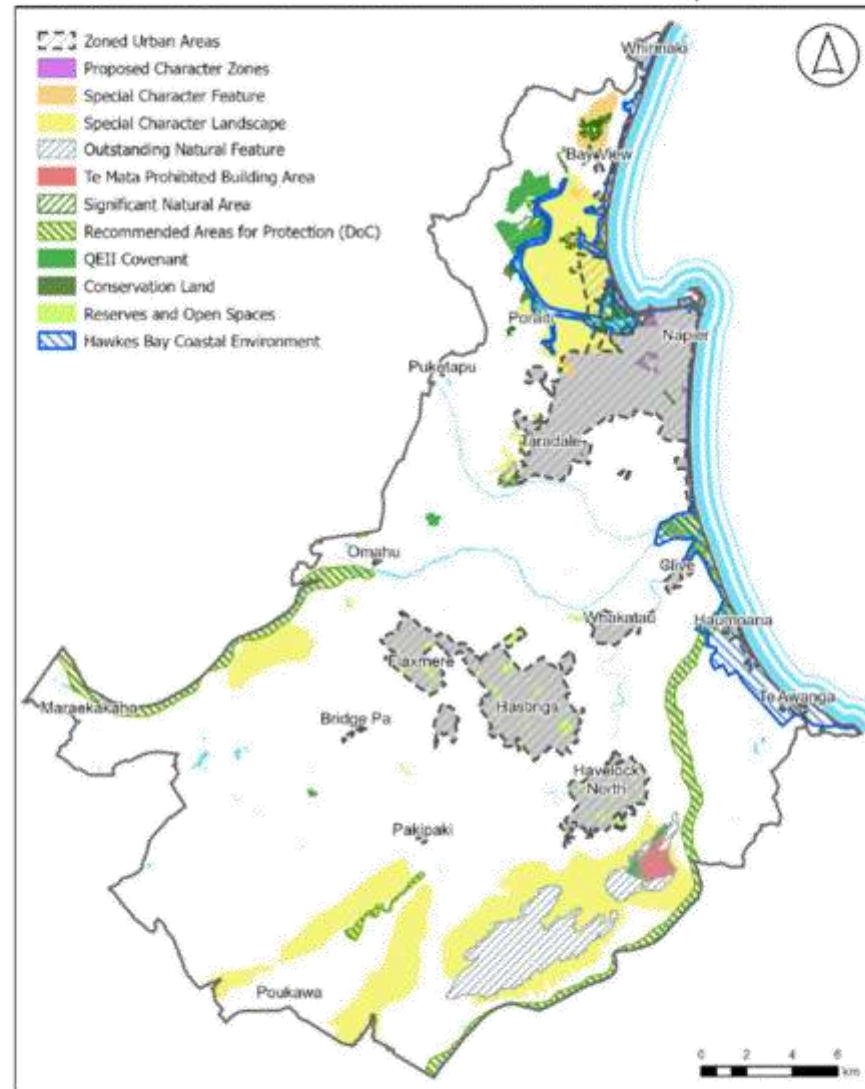 Zoned Urban Areas
Proposed Character Zones
Special Character Feature
Special Character Landscape
Outstanding Natural Feature
Te Mata Prohibited Building Area
Significant Natural Area
Recommended Areas for Protection (DoC)
QEII Covenant
Conservation Land
Reserves and Open Spaces
Hawkes Bay Coastal Environment
Whirinaki
Bay View
Poraiti
Napier
Puketapu
Taradale
Omahu
Clive
Whakatau
Haumoana
Flaxmere
Te Awanga
Maraekakaho
Hastings
Bridge Pa
Havelock
North
Pakipaki
Poukawa
0 2 4 6
km